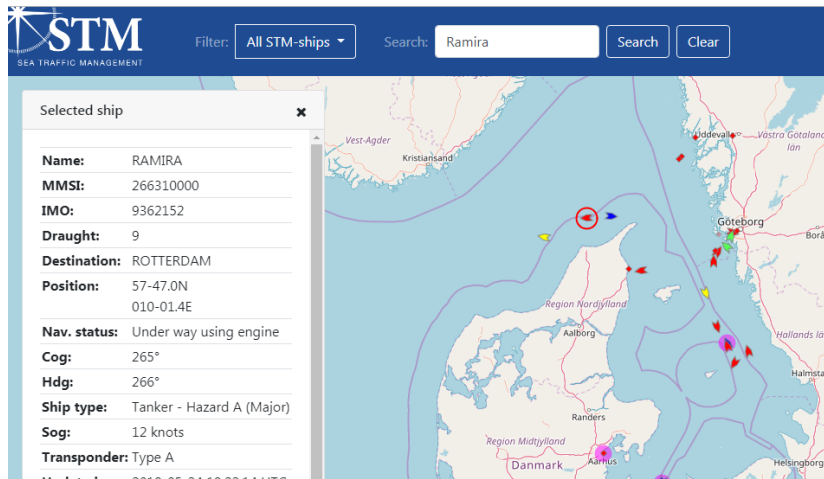 STM
SEA TRAFFIC MANAGEMENT
Filter: All STM-ships Search: Ramira Search Clear
Selected ship ×
Name: RAMIRA
MMSI: 266310000
IMO: 9362152
Draught: 9
Destination: ROTTERDAM
Position: 57-47.0N
010-01.4E
Nav. status: Under way using engine
Cog: 265°
Hdg: 266°
Ship type: Tanker - Hazard A (Major)
Sog: 12 knots
Transponder: Type A
Vest-Agder
Kristiansand
Uddevalla
Västra Götaland
län
Göteborg
Borå
Region Nordjylland
Aalborg
Hallands lä
Halmsta
Randers
Region Midtjylland
Danmark
Aarhus
Helsingborg